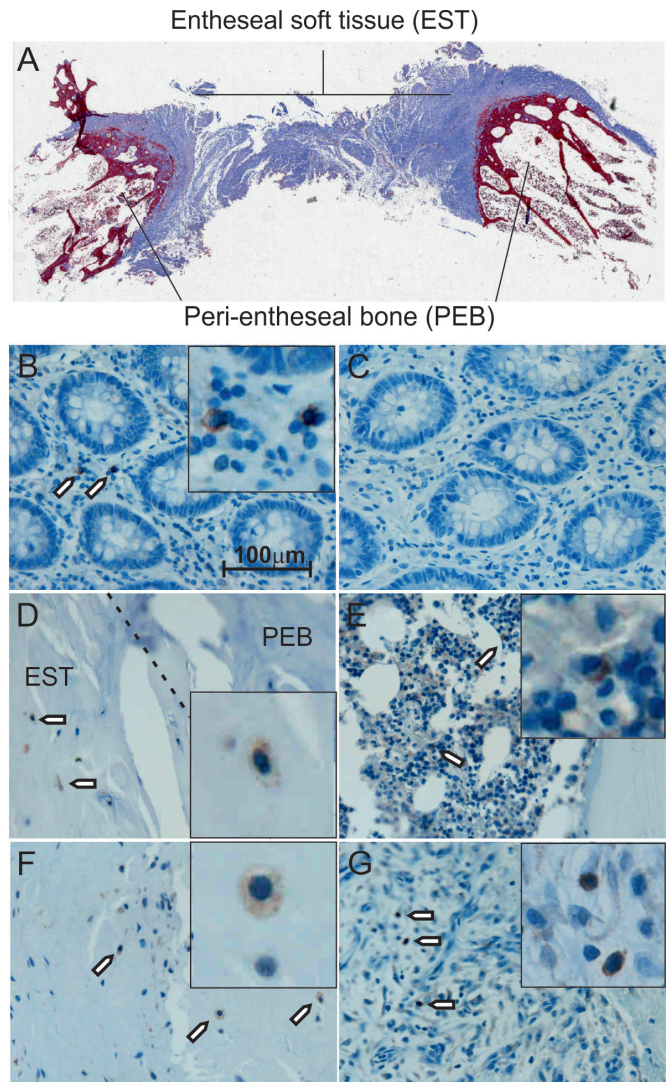 Entheseal soft tissue (EST)
A
Peri-entheseal bone (PEB)
B
C
100μm
D
PEB
EST
E
F
G